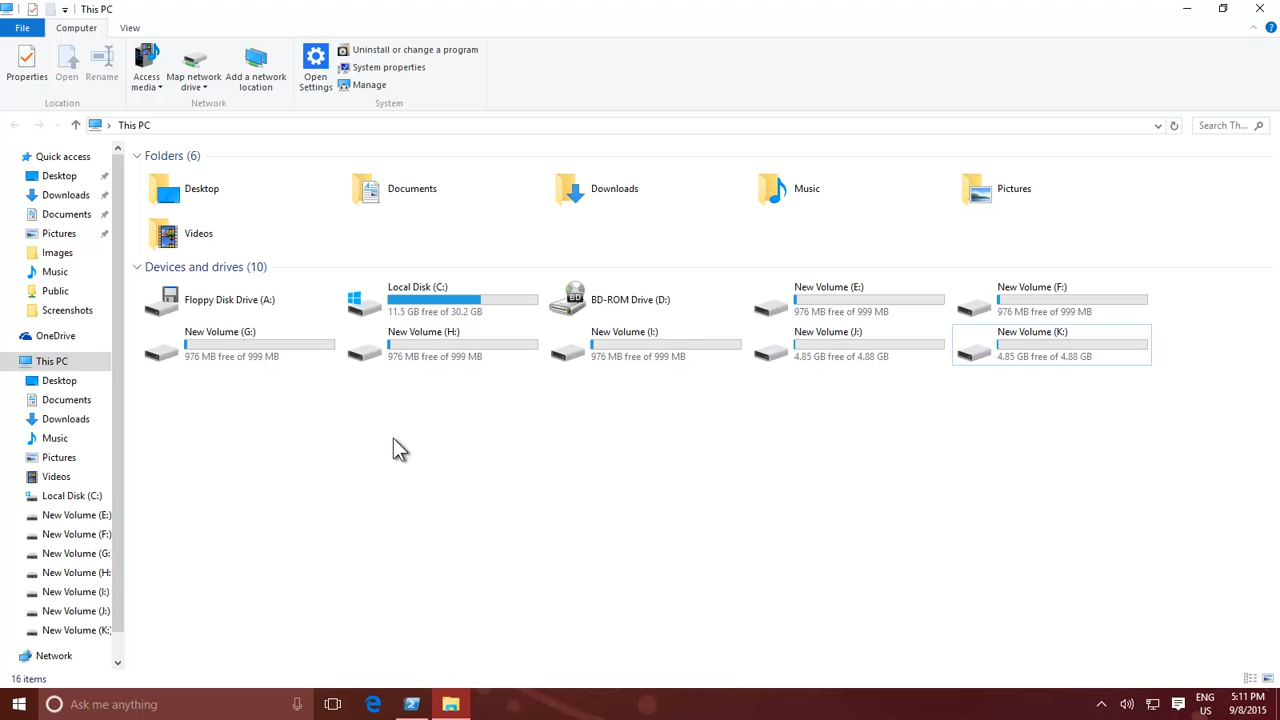 This PC
File
Computer
View
Properties
Open
Rename
Access media
Map network drive
Add a network location
Open Settings
Uninstall or change a program
System properties
Manage
Location
Network
System
This PC
Search Th...
Quick access
Desktop
Downloads
Documents
Pictures
Images
Music
Public
Screenshots
OneDrive
This PC
Desktop
Documents
Downloads
Music
Pictures
Videos
Local Disk (C:)
New Volume (E:)
New Volume (F:)
New Volume (G:
New Volume (H:
New Volume (I:)
New Volume (J:)
New Volume (K:)
Network
Folders (6)
Desktop
Documents
Downloads
Music
Pictures
Videos
Devices and drives (10)
Floppy Disk Drive (A:)
Local Disk (C:)
11.5 GB free of 30.2 GB
BD
BD-ROM Drive (D:)
New Volume (E:)
976 MB free of 999 MB
New Volume (F:)
976 MB free of 999 MB
New Volume (G:)
976 MB free of 999 MB
New Volume (H:)
976 MB free of 999 MB
New Volume (I:)
976 MB free of 999 MB
New Volume (J:)
4.85 GB free of 4.88 GB
New Volume (K:)
4.85 GB free of 4.88 GB
16 items
Ask me anything
ENG
US
5:11 PM
9/8/2015